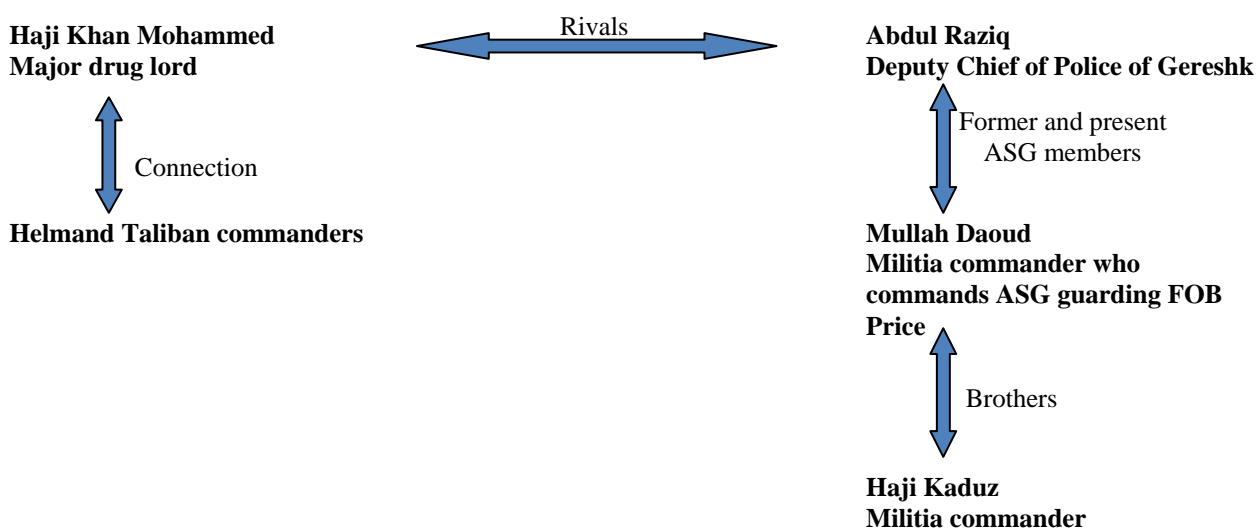 Rivals
Haji Khan Mohammed
Major drug lord
Abdul Raziq
Deputy Chief of Police of Gereshk
Connection
Former and present
ASG members
Helmand Taliban commanders
Mullah Daoud
Militia commander who
commands ASG guarding FOB
Price
Brothers
Haji Kaduz
Militia commander